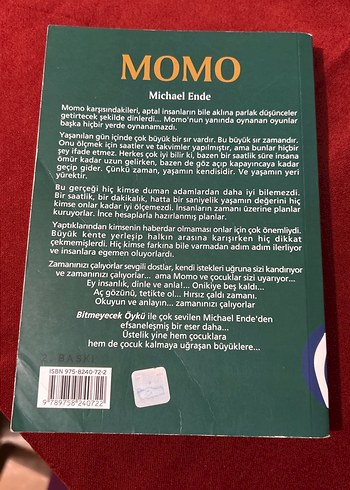 MOMO
Michael Ende
Momo karşısındakileri, aptal insanların bile aklına parlak düşünceler
getirtecek şekilde dinlerdi... Momo'nun yanında oynanan oyunlar
başka hiçbir yerde oynanamazdı.
Yaşanılan gün içinde çok büyük bir sır vardır. Bu büyük sır zamandır.
Onu ölçmek için saatler ve takvimler yapılmıştır, ama bunlar hiçbir
şey ifade etmez. Herkes çok iyi bilir ki, bazen bir saatlik süre insana
ömür kadar uzun gelirken, bazen de göz açıp kapayıncaya kadar
geçip gider. Çünkü zaman, yaşamın kendisidir. Ve yaşamın yeri
yürektir.
Bu gerçeği hiç kimse duman adamlardan daha iyi bilemezdi.
Bir saatlik, bir dakikalık, hatta bir saniyelik yaşamın değerini hiç
kimse onlar kadar iyi ölçemezdi. İnsanların zamanı üzerine planlar
kuruyorlar. İnce hesaplarla hazırlanmış planlar.
Yaptıklarından kimsenin haberdar olmaması onlar için çok önemliydi.
Büyük kente yerleşip halkın arasına karışırken hiç dikkat
çekmemişlerdi. Hiç kimse farkına bile varmadan adım adım ilerliyor
ve insanlara egemen oluyorlardı.
Zamanınızı çalıyorlar sevgili dostlar, kendi istekleri uğruna sizi kandırıyor
ve zamanınızı çalıyorlar... ama Momo ve çocuklar sizi uyarıyor...
Ey insanlık, dinle ve anla!.. Onikiye beş kaldı...
Aç gözünü, tetikte ol... Hırsız çaldı zamanı.
Okuyun ve anlayın... zamanınızı çalıyorlar
Bitmeyecek Öykü ile çok sevilen Michael Ende'den
efsaneleşmiş bir eser daha...
Üstelik yine hem çocuklara
hem de çocuk kalmaya uğraşan büyüklere...
BASKI
ISBN 975-8240-72-2
9 789758 240722